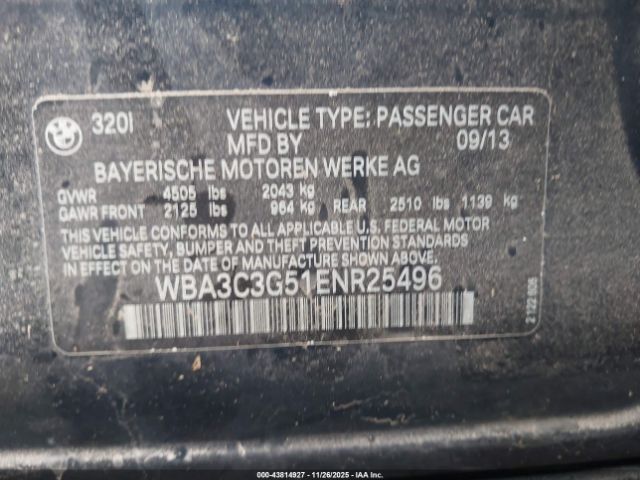 BMW
320I
VEHICLE TYPE: PASSENGER CAR
MFD BY 09/13
BAYERISCHE MOTOREN WERKE AG
GVWR 4505 lbs 2043 kg
GAWR FRONT 2125 lbs 964 kg REAR 2510 lbs 1139 kg
THIS VEHICLE CONFORMS TO ALL APPLICABLE U.S. FEDERAL MOTOR
VEHICLE SAFETY, BUMPER AND THEFT PREVENTION STANDARDS
IN EFFECT ON THE DATE OF MANUFACTURE SHOWN ABOVE.
WBA3C3G51ENR25496
00-43814927 | 11/26/2025 | Copyright © IAA